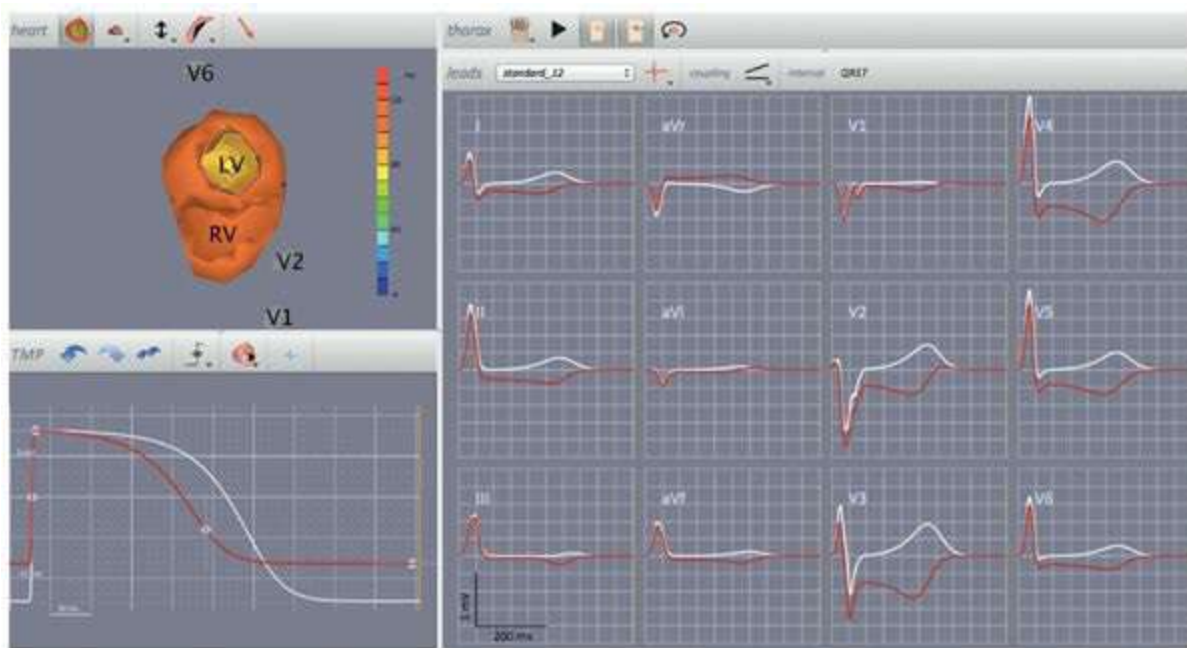 heart
V6
LV
RV
V2
V1
TMP
thorax
leads standard_12 coupling interval QRST
I aVr V1 V4
II aVl V2 V5
III aVf V3 V6
1 mV
200 ms